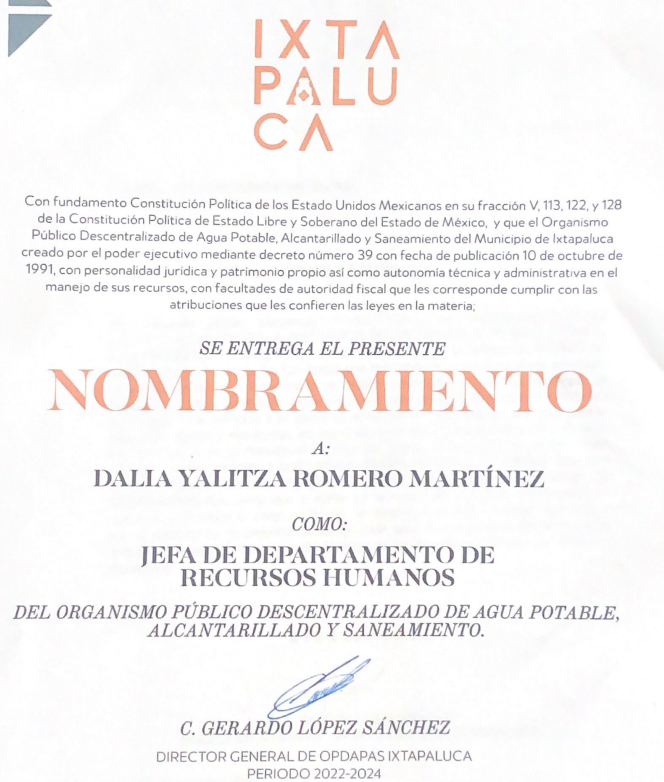 IXTA
PALU
CA
Con fundamento Constitución Política de los Estado Unidos Mexicanos en su fracción V, 113, 122, y 128
de la Constitución Política de Estado Libre y Soberano del Estado de México, y que el Organismo
Público Descentralizado de Agua Potable, Alcantarillado y Saneamiento del Municipio de Ixtapaluca
creado por el poder ejecutivo mediante decreto número 39 con fecha de publicación 10 de octubre de
1991, con personalidad jurídica y patrimonio propio así como autonomía técnica y administrativa en el
manejo de sus recursos, con facultades de autoridad fiscal que les corresponde cumplir con las
atribuciones que les confieren las leyes en la materia;
SE ENTREGA EL PRESENTE
NOMBRAMIENTO
A:
DALIA YALITZA ROMERO MARTÍNEZ
COMO:
JEFA DE DEPARTAMENTO DE
RECURSOS HUMANOS
DEL ORGANISMO PÚBLICO DESCENTRALIZADO DE AGUA POTABLE,
ALCANTARILLADO Y SANEAMIENTO.
C. GERARDO LÓPEZ SÁNCHEZ
DIRECTOR GENERAL DE OPDAPAS IXTAPALUCA
PERIODO 2022-2024